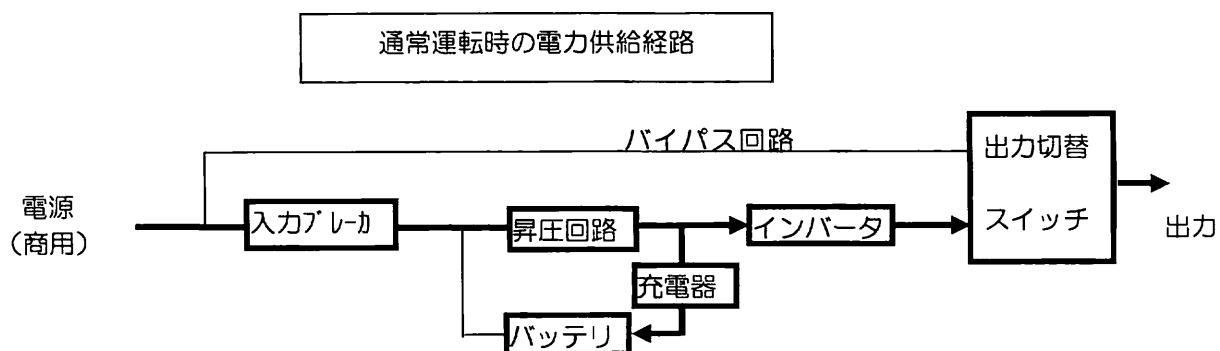 通常運転時の電力供給経路
バイパス回路
出力切替
スイッチ
電源
(商用)
入力ﾌﾞﾚｰｶ
昇圧回路
インバータ
出力
充電器
バッテリ